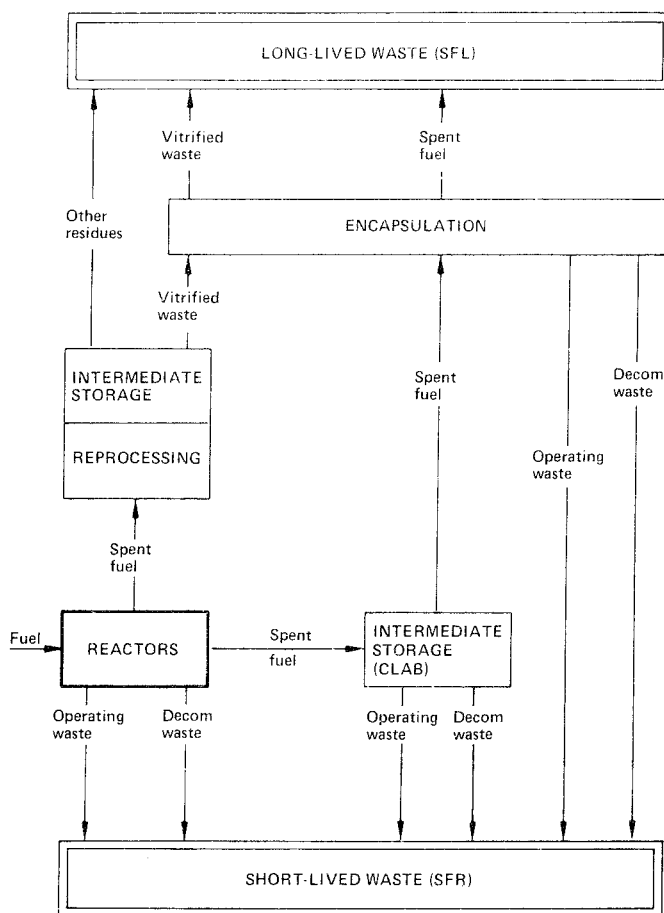 LONG-LIVED WASTE (SFL)
Vitrified
waste
Spent
fuel
Other
residues
ENCAPSULATION
Vitrified
waste
INTERMEDIATE
STORAGE
Spent
fuel
Decom
waste
REPROCESSING
Operating
waste
Spent
fuel
Fuel
REACTORS
Spent
fuel
INTERMEDIATE
STORAGE
(CLAB)
Operating
waste
Decom
waste
Operating
waste
Decom
waste
SHORT-LIVED WASTE (SFR)